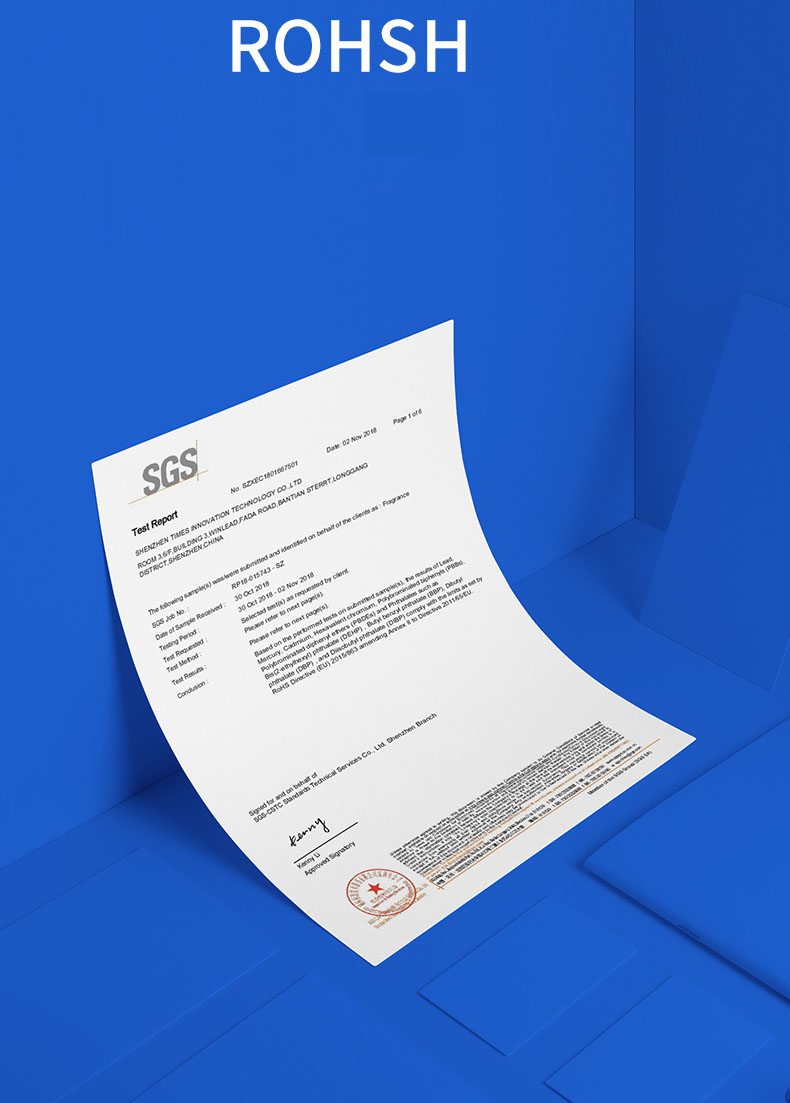 ROHSH
SGS
Test Report
No. SZXEC1801667501
Date: 02 Nov 2018
Page 1 of 6
SHENZHEN TIMES INNOVATION TECHNOLOGY CO.,LTD
ROOM 3,6/F,BUILDING 3,WINLEAD,FADA ROAD,BANTIAN STERRT,LONGGANG
DISTRICT,SHENZHEN,CHINA
The following sample(s) was/were submitted and identified on behalf of the clients as : Fragrance
SGS Job No. : RP18-015743 - SZ
Date of Sample Received : 30 Oct 2018
Testing Period : 30 Oct 2018 - 02 Nov 2018
Test Requested : Selected test(s) as requested by client.
Test Method : Please refer to next page(s).
Test Results : Please refer to next page(s).
Conclusion : Based on the performed tests on submitted sample(s), the results of Lead,
Mercury, Cadmium, Hexavalent chromium, Polybrominated biphenyls (PBBs),
Polybrominated diphenyl ethers (PBDEs) and Phthalates such as
Bis(2-ethylhexyl) phthalate (DEHP), Butyl benzyl phthalate (BBP), Dibutyl
phthalate (DBP) , and Diisobutyl phthalate (DIBP) comply with the limits as set by
RoHS Directive (EU) 2015/863 amending Annex II to Directive 2011/65/EU.
Signed for and on behalf of
SGS-CSTC Standards Technical Services Co., Ltd. Shenzhen Branch
Kenny
Kenny Li
Approved Signatory
Member of the SGS Group (SGS SA)